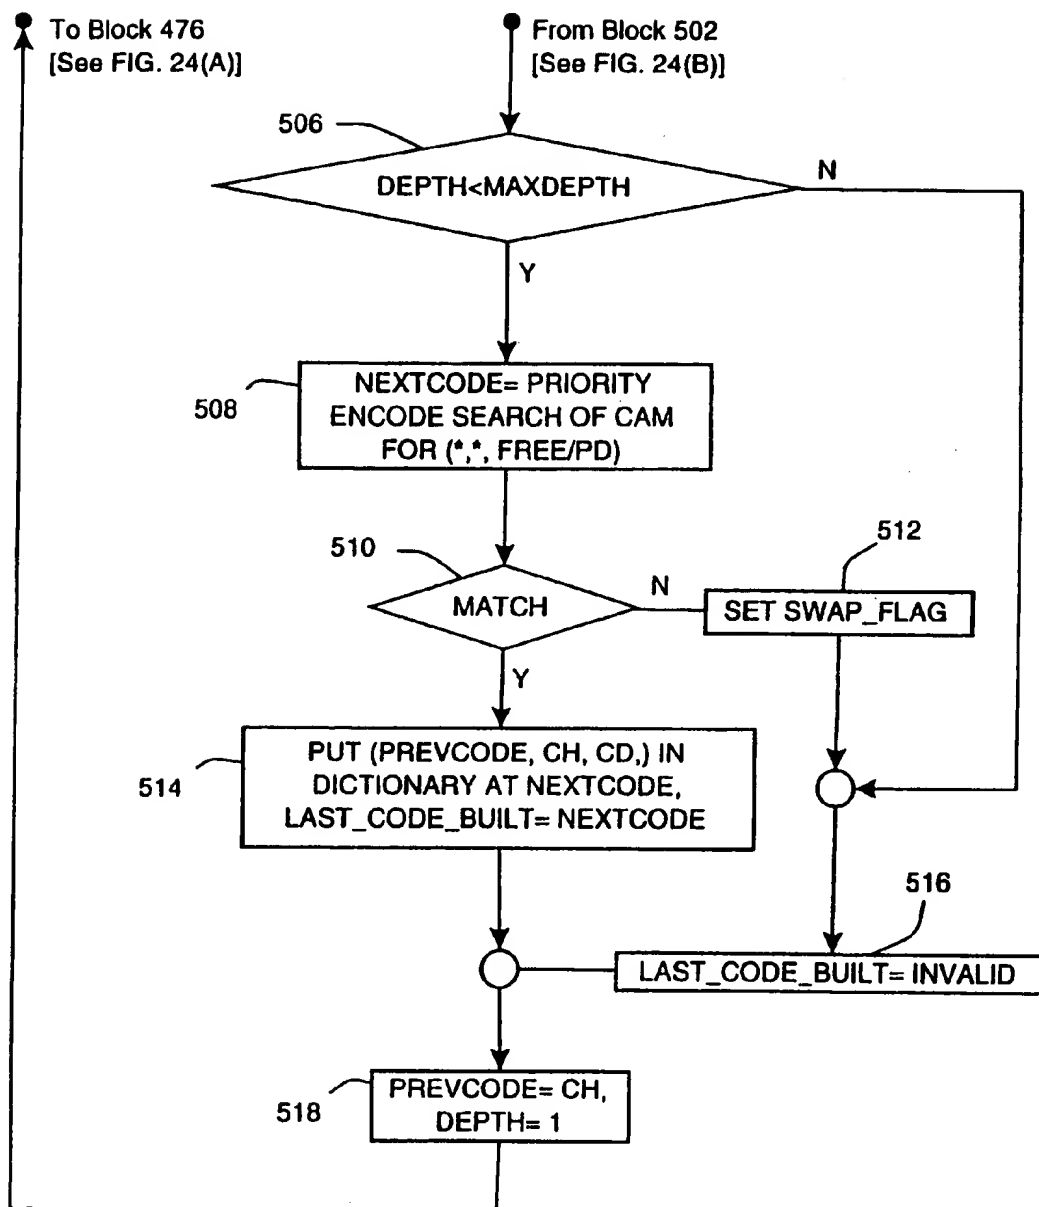 To Block 476
[See FIG. 24(A)]
From Block 502
[See FIG. 24(B)]
506
DEPTH<MAXDEPTH
N
Y
508
NEXTCODE= PRIORITY
ENCODE SEARCH OF CAM
FOR (*,*, FREE/PD)
510
MATCH
N
512
SET SWAP_FLAG
Y
514
PUT (PREVCODE, CH, CD,) IN
DICTIONARY AT NEXTCODE,
LAST_CODE_BUILT= NEXTCODE
516
LAST_CODE_BUILT= INVALID
518
PREVCODE= CH,
DEPTH= 1